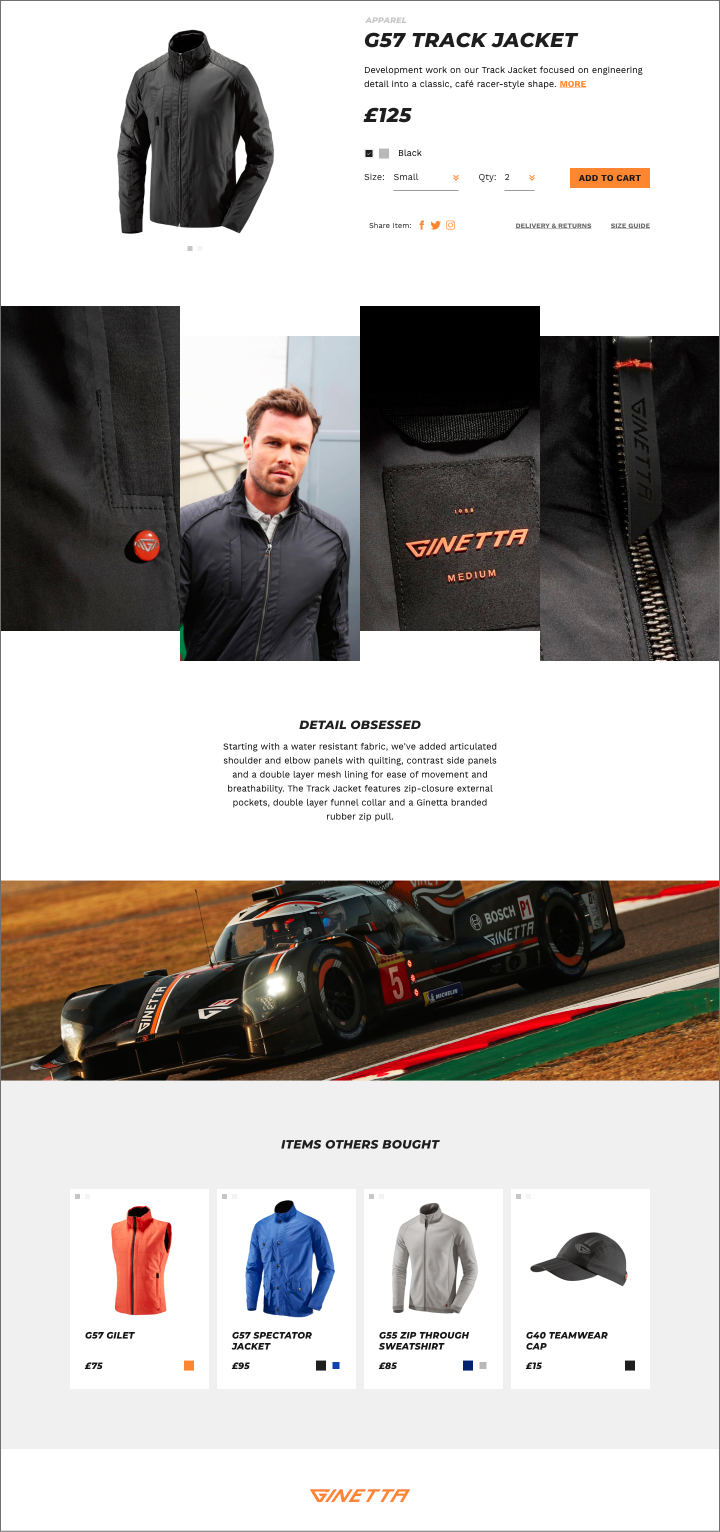 APPAREL
G57 TRACK JACKET
Development work on our Track Jacket focused on engineering
detail into a classic, café racer-style shape. MORE
£125
Black
Size: Small Qty: 2 ADD TO CART
Share Item: DELIVERY & RETURNS SIZE GUIDE
GINETTA
1958
GINETTA
MEDIUM
DETAIL OBSESSED
Starting with a water resistant fabric, we've added articulated
shoulder and elbow panels with quilting, contrast side panels
and a double layer mesh lining for ease of movement and
breathability. The Track Jacket features zip-closure external
pockets, double layer funnel collar and a Ginetta branded
rubber zip pull.
BOSCH P1
GINETTA
5
MICHELIN
GINETTA
ITEMS OTHERS BOUGHT
G57 GILET
£75
G57 SPECTATOR
JACKET
£95
G55 ZIP THROUGH
SWEATSHIRT
£85
G40 TEAMWEAR
CAP
£15
GINETTA